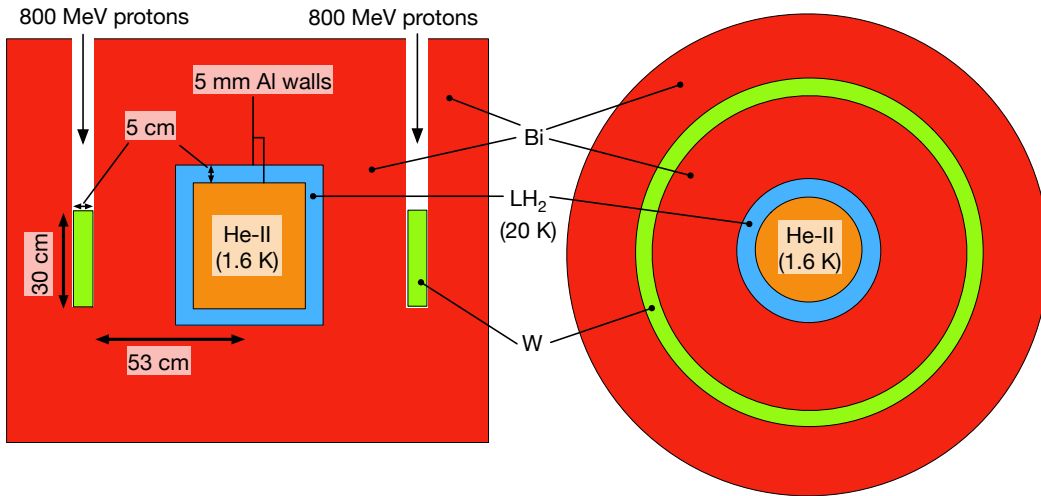 800 MeV protons
800 MeV protons
5 mm Al walls
5 cm
Bi
LH₂
(20 K)
He-II
(1.6 K)
He-II
(1.6 K)
30 cm
53 cm
W